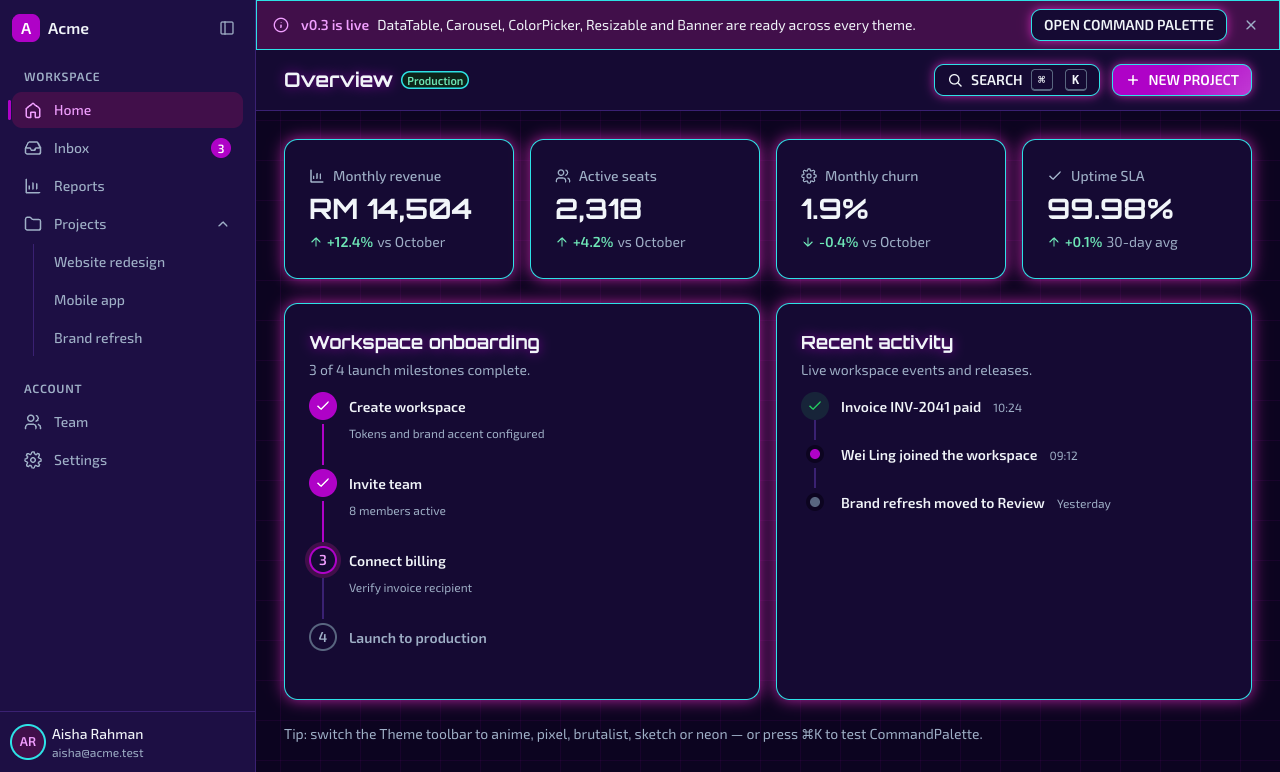 A Acme
WORKSPACE
Home
Inbox 3
Reports
Projects
Website redesign
Mobile app
Brand refresh
ACCOUNT
Team
Settings
AR Aisha Rahman
aisha@acme.test
v0.3 is live DataTable, Carousel, ColorPicker, Resizable and Banner are ready across every theme. OPEN COMMAND PALETTE
Overview Production SEARCH ⌘ K NEW PROJECT
Monthly revenue
RM 14,504
↑ +12.4% vs October
Active seats
2,318
↑ +4.2% vs October
Monthly churn
1.9%
↓ -0.4% vs October
Uptime SLA
99.98%
↑ +0.1% 30-day avg
Workspace onboarding
3 of 4 launch milestones complete.
Create workspace
Tokens and brand accent configured
Invite team
8 members active
3 Connect billing
Verify invoice recipient
4 Launch to production
Recent activity
Live workspace events and releases.
Invoice INV-2041 paid 10:24
Wei Ling joined the workspace 09:12
Brand refresh moved to Review Yesterday
Tip: switch the Theme toolbar to anime, pixel, brutalist, sketch or neon — or press ⌘K to test CommandPalette.